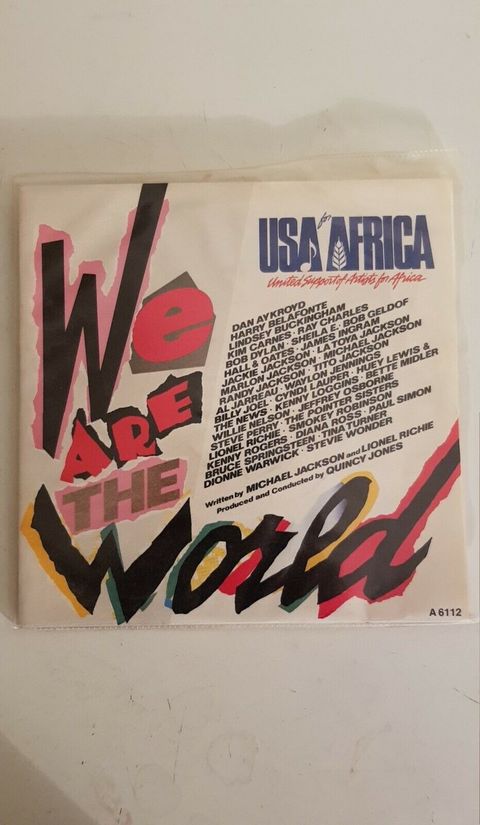 We
ARE
THE
World
USA for AFRICA
United Support of Artists for Africa
DAN AYKROYD
HARRY BELAFONTE
LINDSEY BUCKINGHAM
KIM CARNES · RAY CHARLES
BOB DYLAN · SHEILA E. · BOB GELDOF
HALL & OATES · JAMES INGRAM
JACKIE JACKSON · LA TOYA JACKSON
MARLON JACKSON · MICHAEL JACKSON
RANDY JACKSON · TITO JACKSON
AL JARREAU · WAYLON JENNINGS
BILLY JOEL · CYNDI LAUPER · HUEY LEWIS &
THE NEWS · KENNY LOGGINS · BETTE MIDLER
WILLIE NELSON · JEFFREY OSBORNE
STEVE PERRY · THE POINTER SISTERS
LIONEL RICHIE · SMOKEY ROBINSON
KENNY ROGERS · DIANA ROSS · PAUL SIMON
BRUCE SPRINGSTEEN · TINA TURNER
DIONNE WARWICK · STEVIE WONDER
Written by MICHAEL JACKSON and LIONEL RICHIE
Produced and Conducted by QUINCY JONES
A 6112